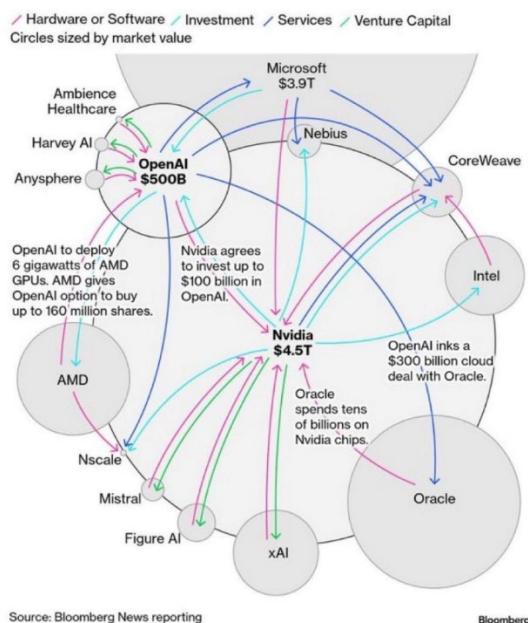 Hardware or Software / Investment / Services / Venture Capital
Circles sized by market value
Microsoft
$3.9T
Ambience
Healthcare
Harvey AI
Anysphere
OpenAI
$500B
Nebius
CoreWeave
OpenAI to deploy
6 gigawatts of AMD
GPUs. AMD gives
OpenAI option to buy
up to 160 million shares.
Nvidia agrees
to invest up to
$100 billion in
OpenAI.
Intel
Nvidia
$4.5T
OpenAI inks a
$300 billion cloud
deal with Oracle.
AMD
Oracle
spends tens
of billions on
Nvidia chips.
Nscale
Mistral
Figure AI
xAI
Oracle
Source: Bloomberg News reporting
Bloomberg